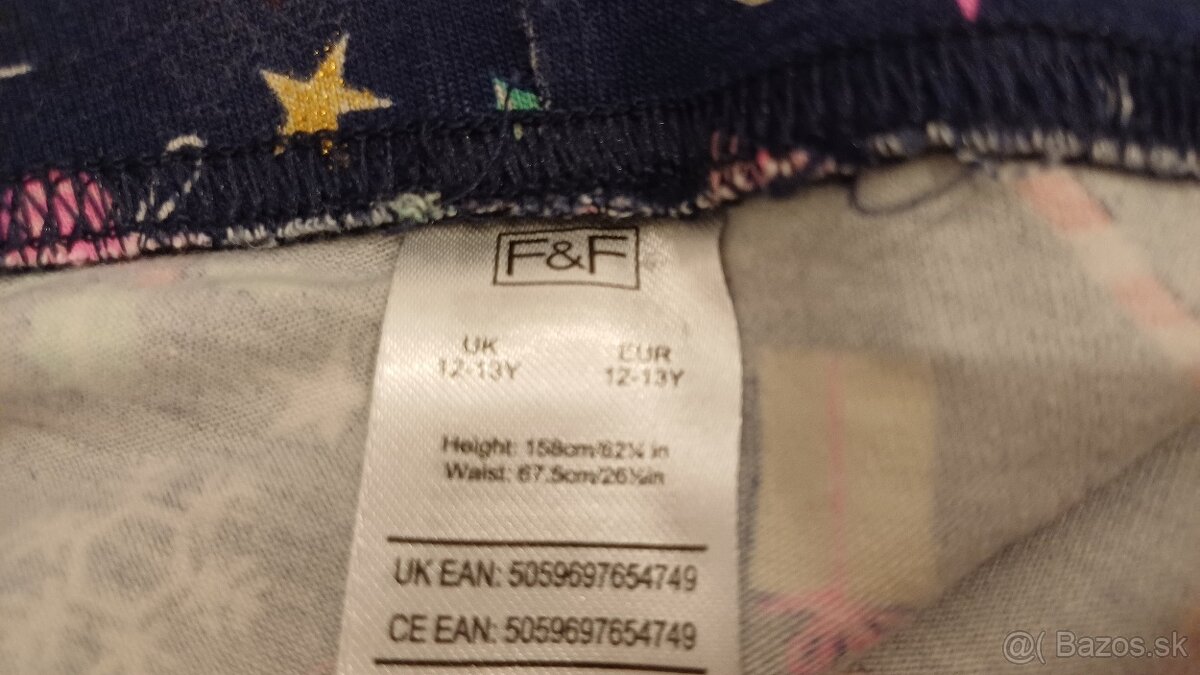 F&F
UK EUR
12-13Y 12-13Y
Height: 158cm/62¼ in
Waist: 67.5cm/26½in
UK EAN: 5059697654749
CE EAN: 5059697654749
@( Bazos.sk